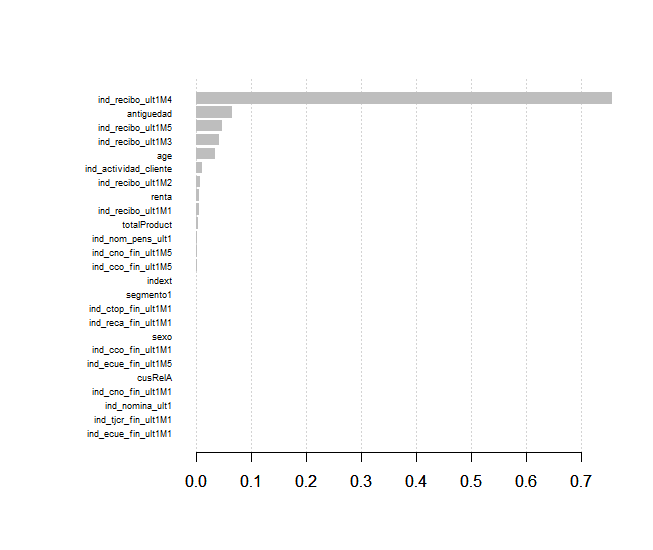 ind_recibo_ult1M4
antiguedad
ind_recibo_ult1M5
ind_recibo_ult1M3
age
ind_actividad_cliente
ind_recibo_ult1M2
renta
ind_recibo_ult1M1
totalProduct
ind_nom_pens_ult1
ind_cno_fin_ult1M5
ind_cco_fin_ult1M5
indext
segmento1
ind_ctop_fin_ult1M1
ind_reca_fin_ult1M1
sexo
ind_cco_fin_ult1M1
ind_ecue_fin_ult1M5
cusRelA
ind_cno_fin_ult1M1
ind_nomina_ult1
ind_tjcr_fin_ult1M1
ind_ecue_fin_ult1M1
0.0 0.1 0.2 0.3 0.4 0.5 0.6 0.7